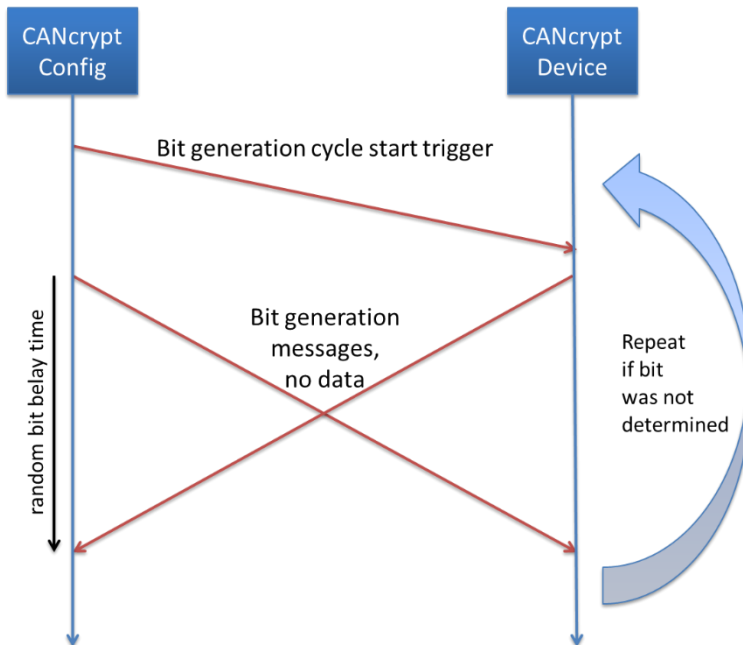 CANcrypt
Config
CANcrypt
Device
Bit generation cycle start trigger
Bit generation
messages,
no data
random bit belay time
Repeat
if bit
was not
determined